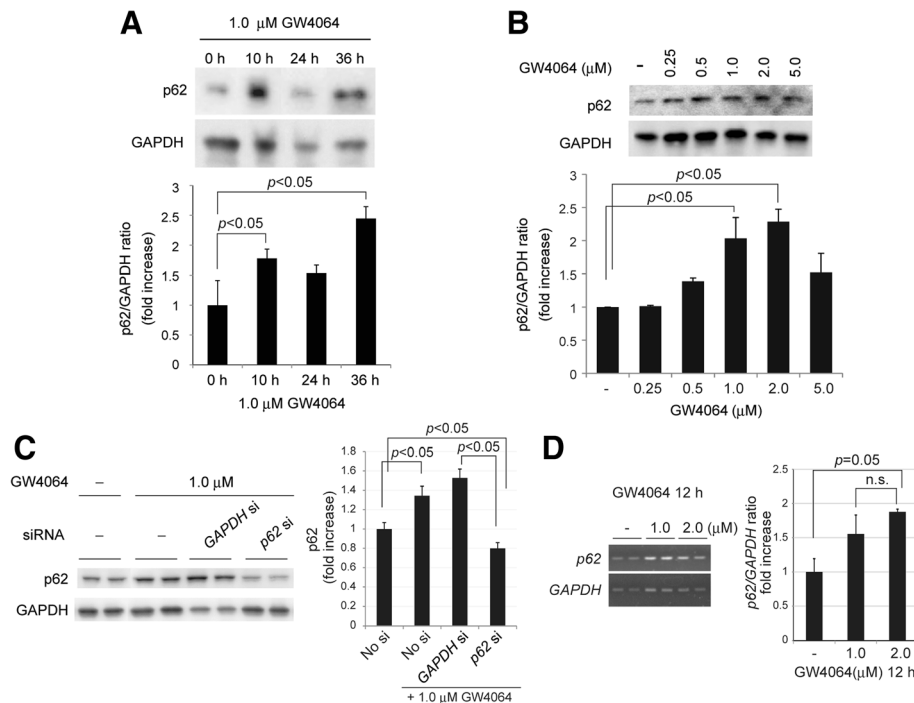 A
1.0 µM GW4064
0 h 10 h 24 h 36 h
p62
GAPDH
p<0.05
p<0.05
p62/GAPDH ratio
(fold increase)
3
2.5
2
1.5
1
0.5
0
0 h 10 h 24 h 36 h
1.0 µM GW4064
B
GW4064 (µM) - 0.25 0.5 1.0 2.0 5.0
p62
GAPDH
p<0.05
p<0.05
p62/GAPDH ratio
(fold increase)
3
2.5
2
1.5
1
0.5
0
- 0.25 0.5 1.0 2.0 5.0
GW4064 (µM)
C
GW4064 – 1.0 µM
siRNA – – GAPDH si p62 si
p62
GAPDH
p<0.05
p<0.05 p<0.05
p62
(fold increase)
1.8
1.6
1.4
1.2
1.0
0.8
0.6
0.4
0.2
0
No si No si GAPDH si p62 si
+ 1.0 µM GW4064
D
GW4064 12 h
- 1.0 2.0 (µM)
p62
GAPDH
p=0.05
n.s.
p62/GAPDH ratio
fold increase
2.5
2.0
1.5
1.0
0.5
0
- 1.0 2.0
GW4064(µM) 12 h